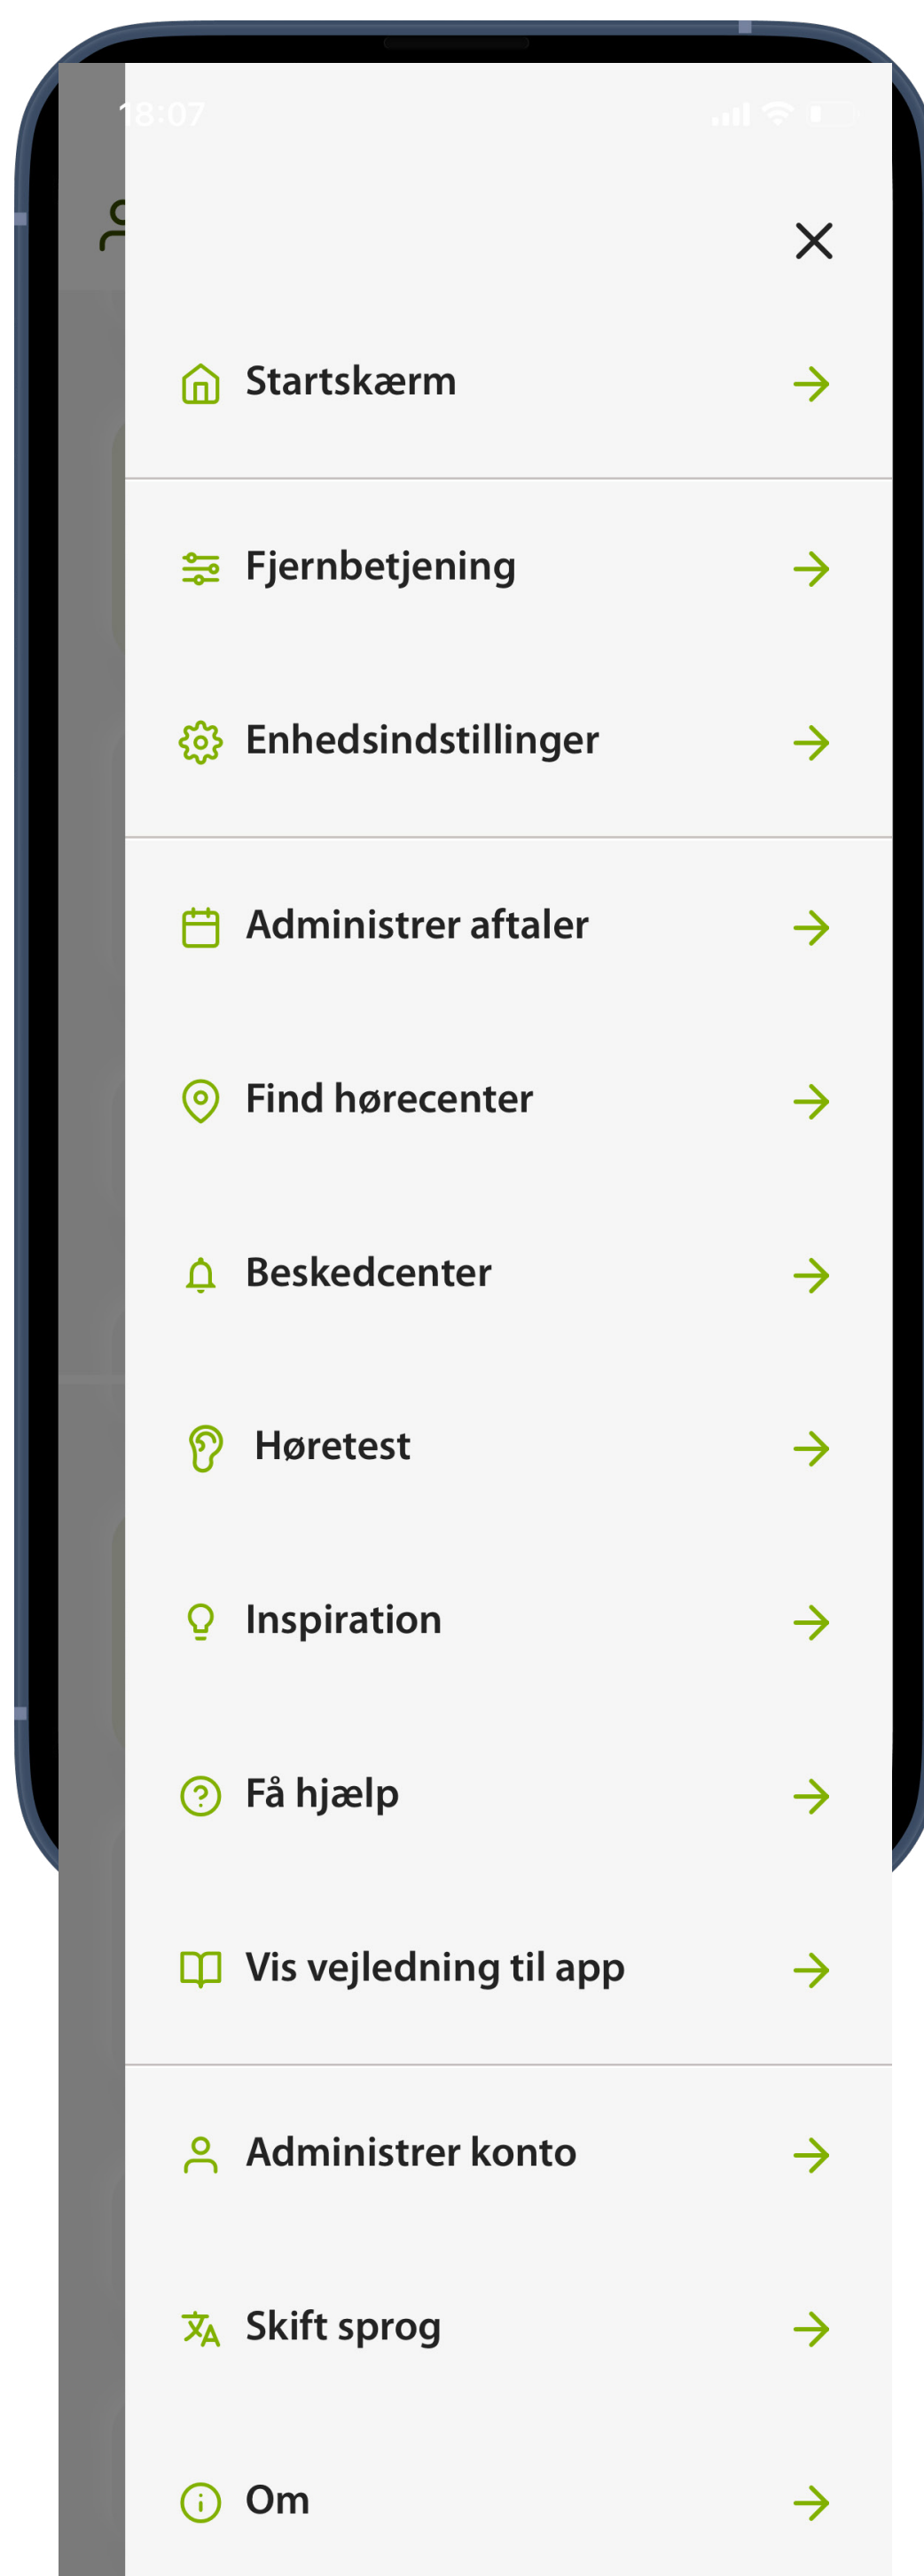 18:07
Startskærm
Fjernbetjening
Enhedsindstillinger
Administrer aftaler
Find hørecenter
Beskedcenter
Høretest
Inspiration
Få hjælp
Vis vejledning til app
Administrer konto
Skift sprog
Om